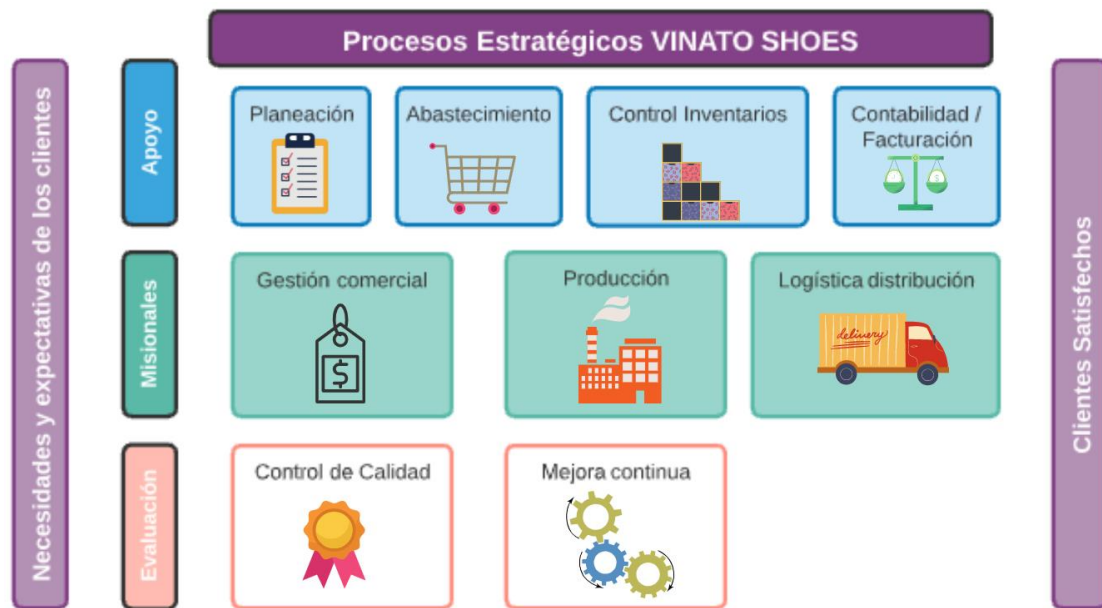 Procesos Estratégicos VINATO SHOES
Necesidades y expectativas de los clientes
Apoyo
Planeación
Abastecimiento
Control Inventarios
Contabilidad /
Facturación
Misionales
Gestión comercial
$
Producción
Logística distribución
delivery
Evaluación
Control de Calidad
Mejora continua
Clientes Satisfechos